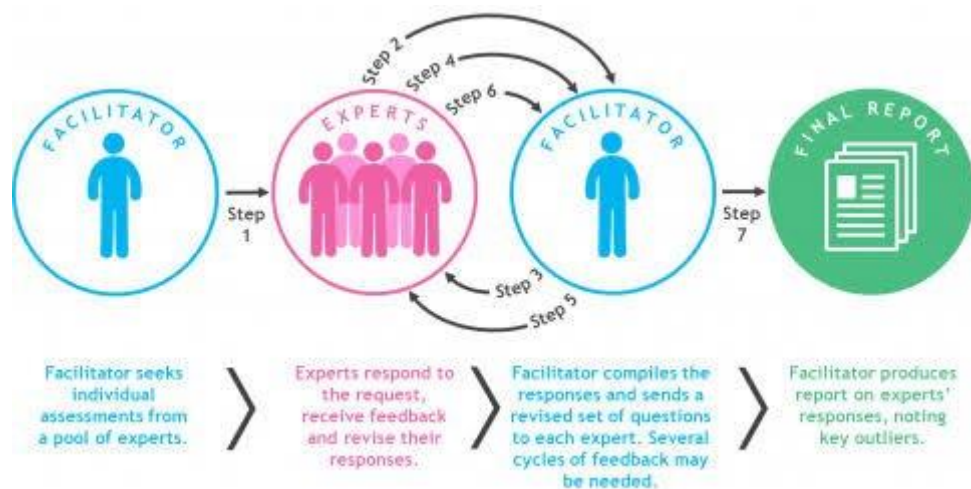 Step 2
Step 4
Step 6
FACILITATOR
EXPERTS
FACILITATOR
FINAL REPORT
Step
1
Step
7
Step 3
Step 5
Facilitator seeks
individual
assessments from
a pool of experts.
Experts respond to
the request,
receive feedback
and revise their
responses.
Facilitator compiles the
responses and sends a
revised set of questions
to each expert. Several
cycles of feedback may
be needed.
Facilitator produces
report on experts'
responses, noting
key outliers.